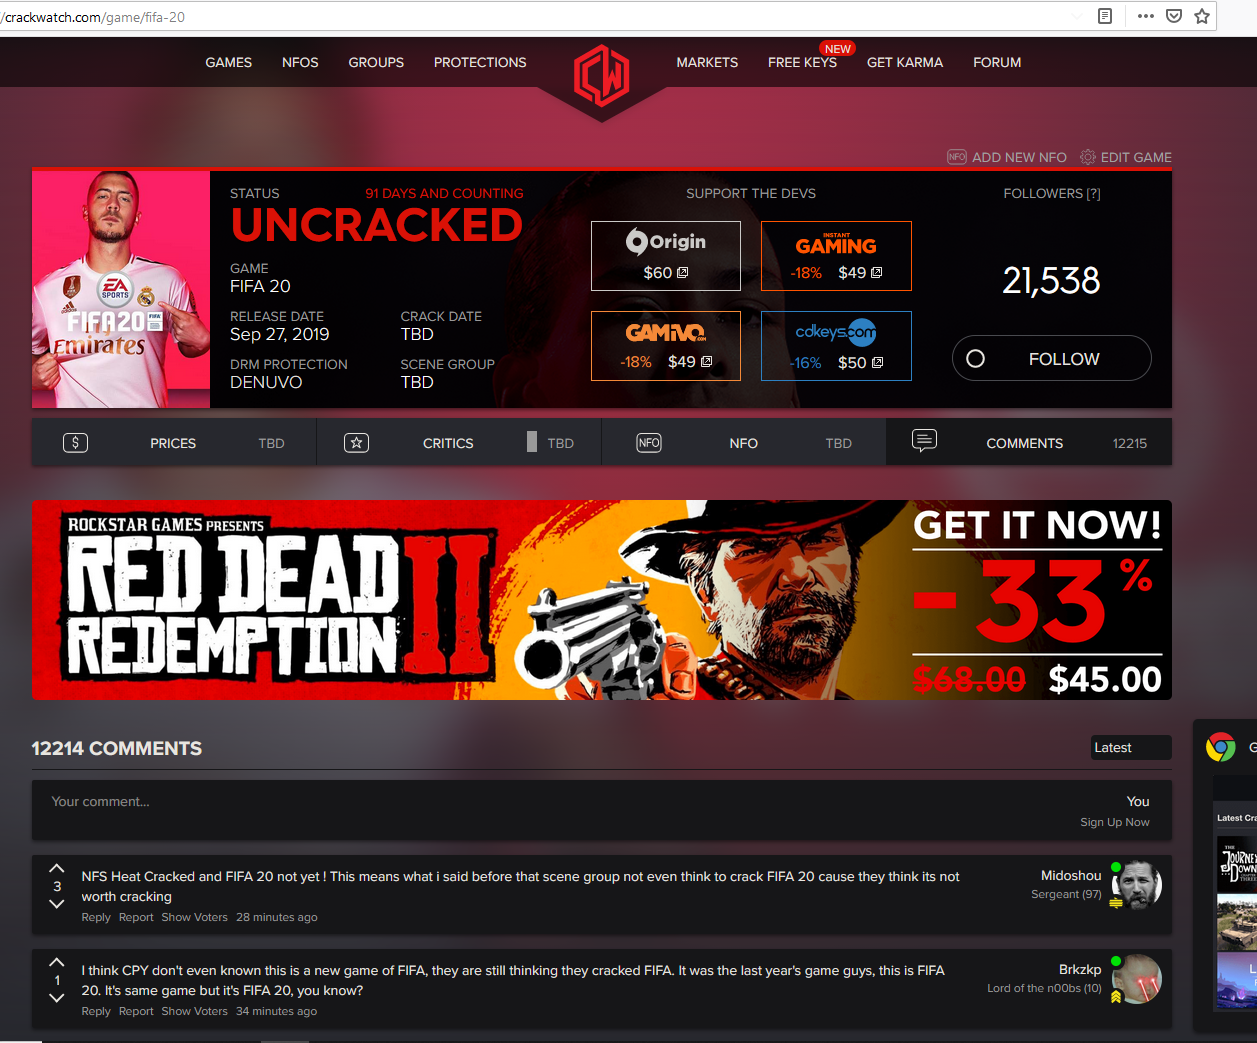 /crackwatch.com/game/fifa-20
GAMES NFOS GROUPS PROTECTIONS MARKETS FREE KEYS NEW GET KARMA FORUM
NFO ADD NEW NFO EDIT GAME
STATUS 91 DAYS AND COUNTING
UNCRACKED
GAME
FIFA 20
RELEASE DATE CRACK DATE
Sep 27, 2019 TBD
DRM PROTECTION SCENE GROUP
DENUVO TBD
EA
SPORTS
FIFA20
Emirates
SUPPORT THE DEVS
Origin
$60
INSTANT
GAMING
-18% $49
GAMIVO.COM
-18% $49
cdkeys.com
-16% $50
FOLLOWERS [?]
21,538
FOLLOW
$ PRICES TBD
CRITICS TBD
NFO NFO TBD
COMMENTS 12215
ROCKSTAR GAMES PRESENTS
RED DEAD
REDEMPTION
II
GET IT NOW!
-33%
$68.00 $45.00
12214 COMMENTS
Latest
Your comment...
You
Sign Up Now
3
NFS Heat Cracked and FIFA 20 not yet ! This means what i said before that scene group not even think to crack FIFA 20 cause they think its not
worth cracking
Reply Report Show Voters 28 minutes ago
Midoshou
Sergeant (97)
1
I think CPY don't even known this is a new game of FIFA, they are still thinking they cracked FIFA. It was the last year's game guys, this is FIFA
20. It's same game but it's FIFA 20, you know?
Reply Report Show Voters 34 minutes ago
Brkzkp
Lord of the n00bs (10)
G
Latest Cra
THE
JOURNEY
DOWN
L